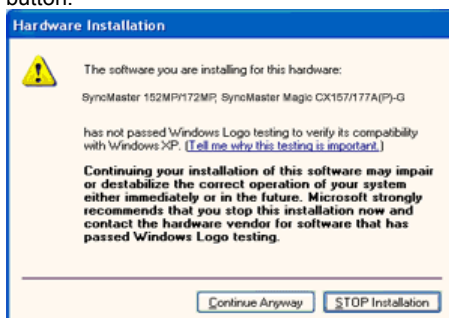 button.
Hardware Installation
The software you are installing for this hardware:
SyncMaster 152MP/172MP, SyncMaster Magic CX157/177A(P)-G
has not passed Windows Logo testing to verify its compatibility
with Windows XP. (Tell me why this testing is important.)
Continuing your installation of this software may impair
or destabilize the correct operation of your system
either immediately or in the future. Microsoft strongly
recommends that you stop this installation now and
contact the hardware vendor for software that has
passed Windows Logo testing.
Continue Anyway
STOP Installation